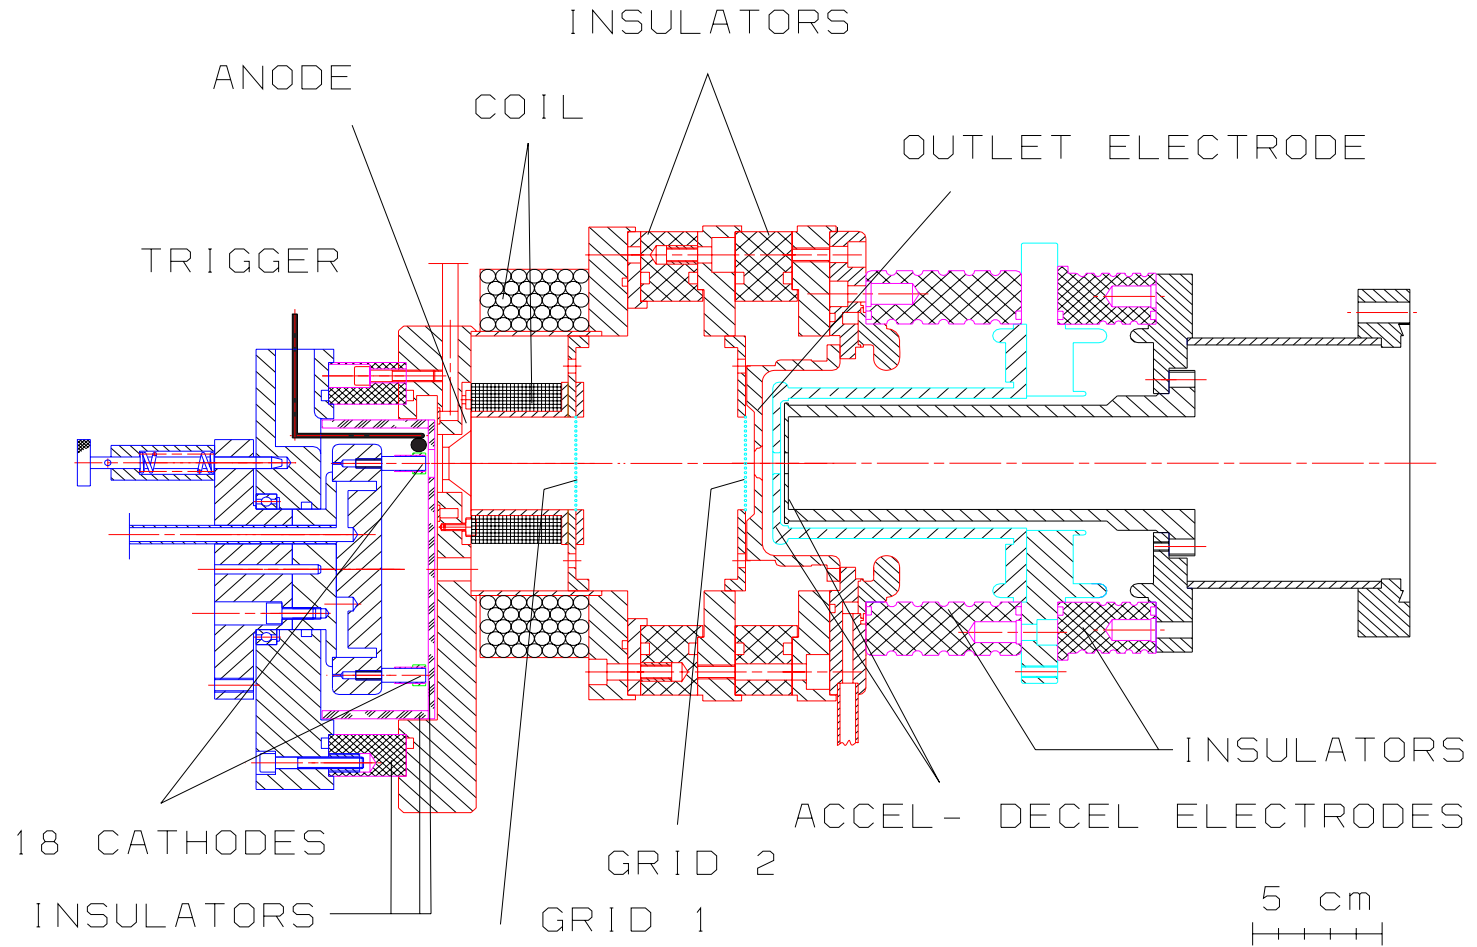 INSULATORS
ANODE
COIL
OUTLET ELECTRODE
TRIGGER
INSULATORS
ACCEL- DECEL ELECTRODES
18 CATHODES
GRID 2
5 cm
INSULATORS
GRID 1